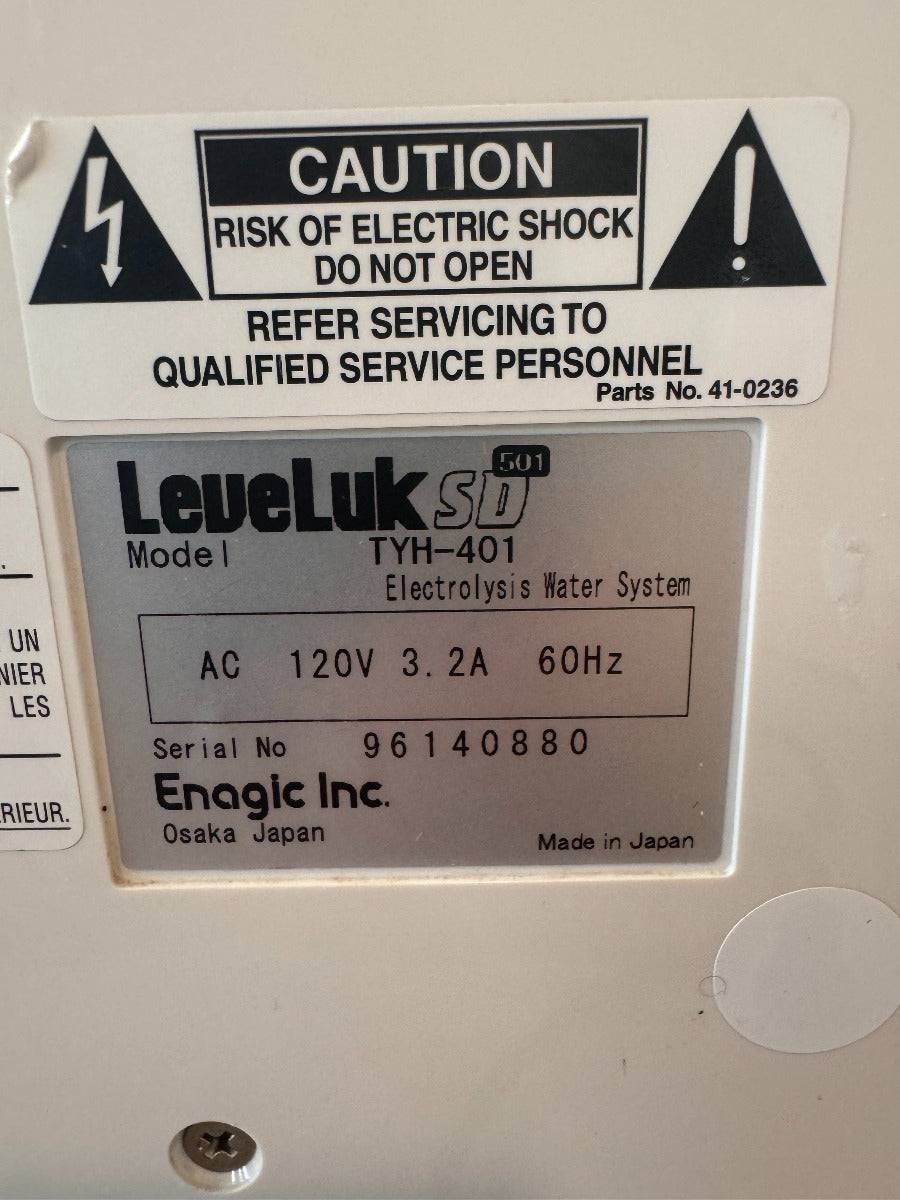 CAUTION
RISK OF ELECTRIC SHOCK
DO NOT OPEN
REFER SERVICING TO
QUALIFIED SERVICE PERSONNEL
Parts No. 41-0236
LeveLuk SD 501
Model TYH-401
Electrolysis Water System
AC 120V 3.2A 60Hz
Serial No 96140880
Enagic Inc.
Osaka Japan
Made in Japan
UN
NIER
LES
RIEUR.